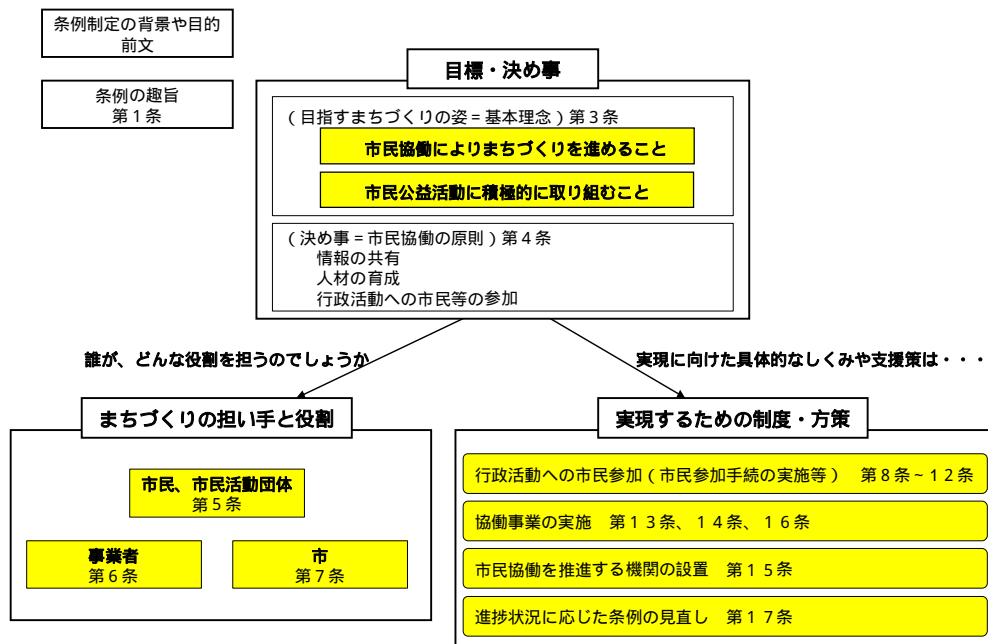 条例制定の背景や目的
前文
条例の趣旨
第１条
目標・決め事
（目指すまちづくりの姿＝基本理念）第３条
市民協働によりまちづくりを進めること
市民公益活動に積極的に取り組むこと
（決め事＝市民協働の原則）第４条
情報の共有
人材の育成
行政活動への市民等の参加
誰が、どんな役割を担うのでしょうか
実現に向けた具体的なしくみや支援策は・・・
まちづくりの担い手と役割
市民、市民活動団体
第５条
事業者
第６条
市
第７条
実現するための制度・方策
行政活動への市民参加（市民参加手続の実施等）　第８条~１２条
協働事業の実施　第１３条、１４条、１６条
市民協働を推進する機関の設置　第１５条
進捗状況に応じた条例の見直し　第１７条